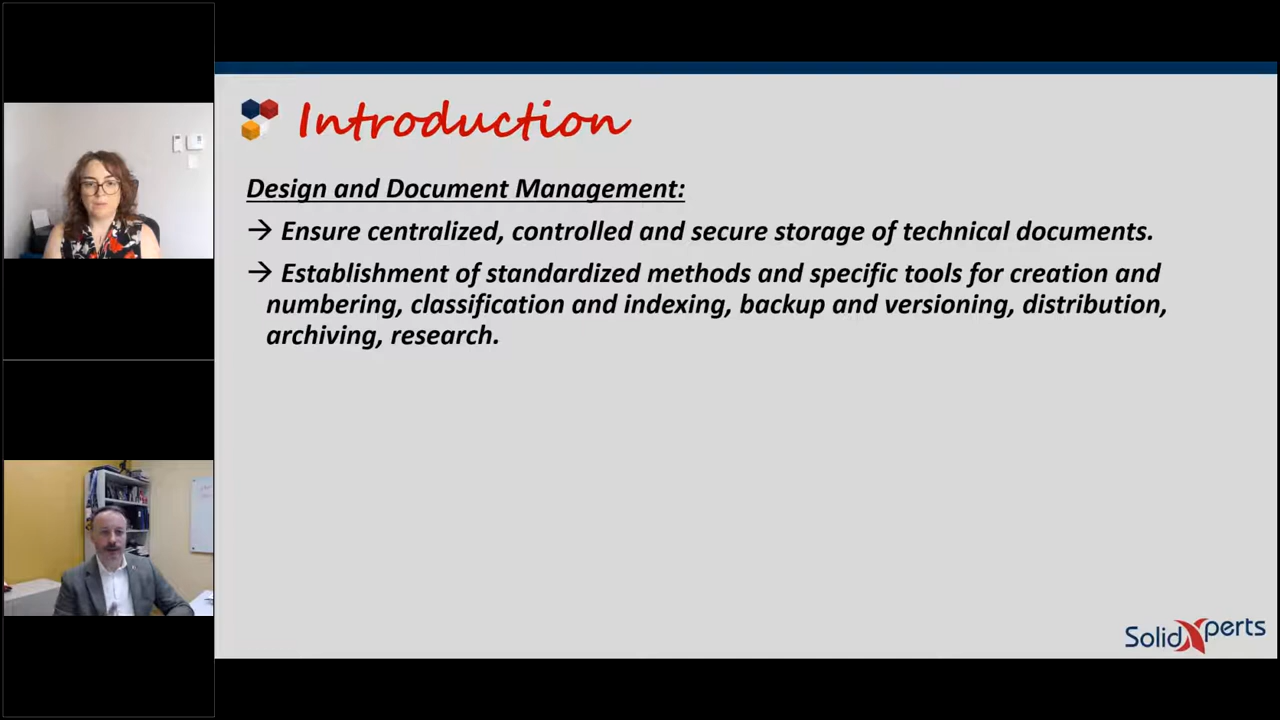 Introduction
Design and Document Management:
→ Ensure centralized, controlled and secure storage of technical documents.
→ Establishment of standardized methods and specific tools for creation and
numbering, classification and indexing, backup and versioning, distribution,
archiving, research.
SolidXperts